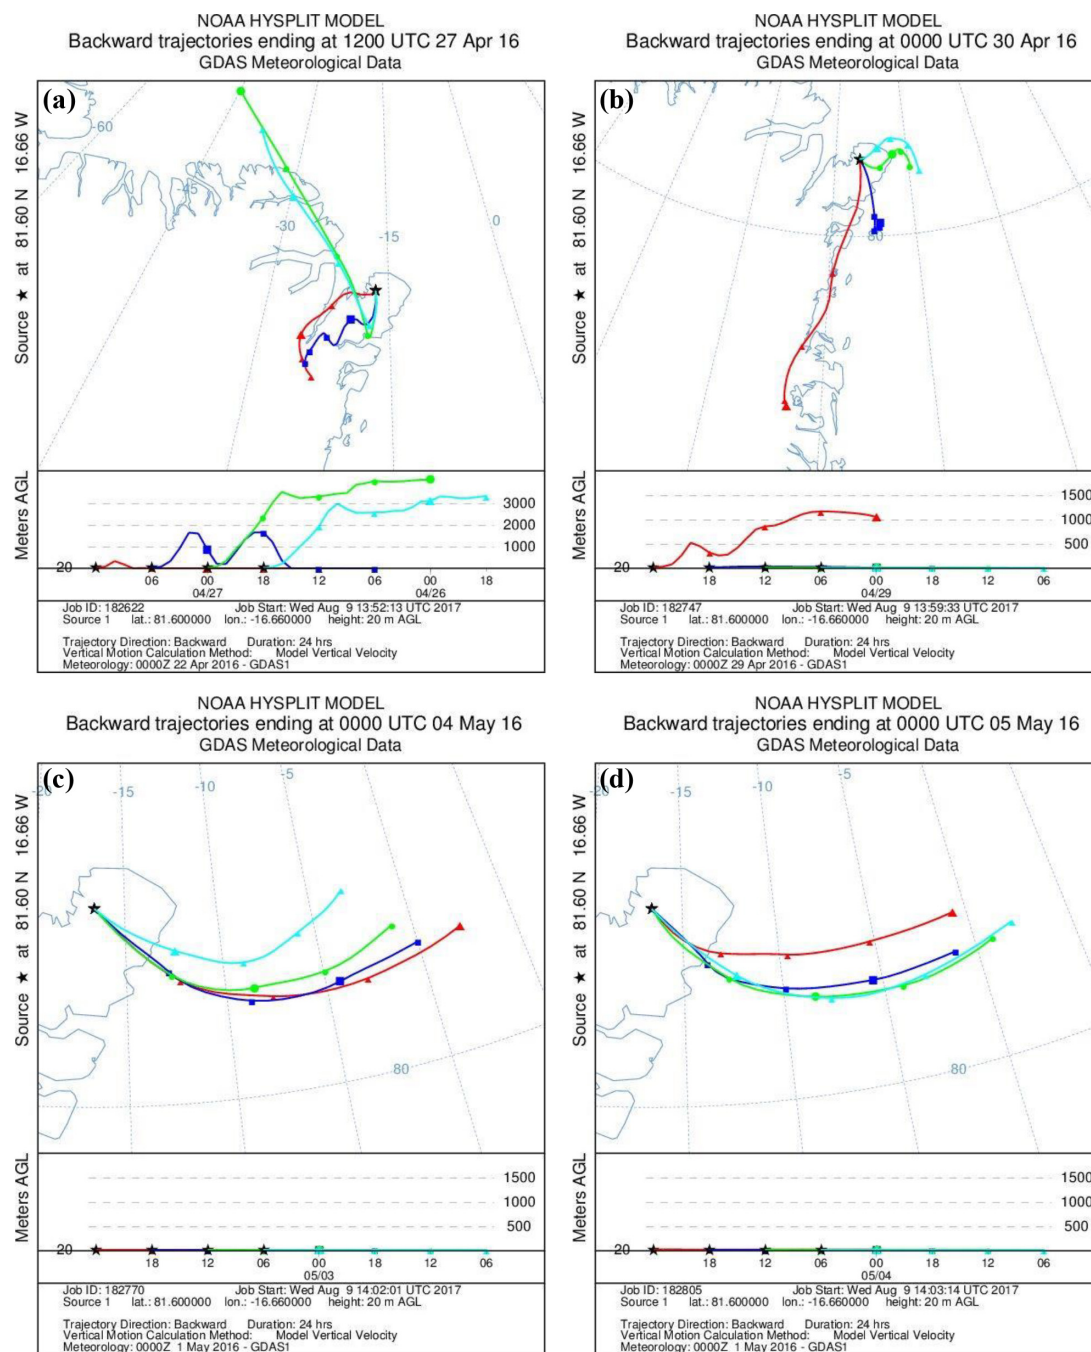 NOAA HYSPLIT MODEL
Backward trajectories ending at 1200 UTC 27 Apr 16
GDAS Meteorological Data
(a)
Source ★ at 81.60 N 16.66 W
-60
-45
-30
-15
0
Meters AGL
3000
2000
1000
20
06 00 18 12 06 00 18
04/27 04/26
Job ID: 182622 Job Start: Wed Aug 9 13:52:13 UTC 2017
Source 1 lat.: 81.600000 lon.: -16.660000 height: 20 m AGL
Trajectory Direction: Backward Duration: 24 hrs
Vertical Motion Calculation Method: Model Vertical Velocity
Meteorology: 0000Z 22 Apr 2016 - GDAS1
NOAA HYSPLIT MODEL
Backward trajectories ending at 0000 UTC 30 Apr 16
GDAS Meteorological Data
(b)
Source ★ at 81.60 N 16.66 W
80
Meters AGL
1500
1000
500
20
18 12 06 00 18 12 06
04/29
Job ID: 182747 Job Start: Wed Aug 9 13:59:33 UTC 2017
Source 1 lat.: 81.600000 lon.: -16.660000 height: 20 m AGL
Trajectory Direction: Backward Duration: 24 hrs
Vertical Motion Calculation Method: Model Vertical Velocity
Meteorology: 0000Z 29 Apr 2016 - GDAS1
NOAA HYSPLIT MODEL
Backward trajectories ending at 0000 UTC 04 May 16
GDAS Meteorological Data
(c)
Source ★ at 81.60 N 16.66 W
-20
-15
-10
-5
80
Meters AGL
1500
1000
500
20
18 12 06 00 18 12 06
05/03
Job ID: 182770 Job Start: Wed Aug 9 14:02:01 UTC 2017
Source 1 lat.: 81.600000 lon.: -16.660000 height: 20 m AGL
Trajectory Direction: Backward Duration: 24 hrs
Vertical Motion Calculation Method: Model Vertical Velocity
Meteorology: 0000Z 1 May 2016 - GDAS1
NOAA HYSPLIT MODEL
Backward trajectories ending at 0000 UTC 05 May 16
GDAS Meteorological Data
(d)
Source ★ at 81.60 N 16.66 W
-20
-15
-10
-5
80
Meters AGL
1500
1000
500
20
18 12 06 00 18 12 06
05/04
Job ID: 182805 Job Start: Wed Aug 9 14:03:14 UTC 2017
Source 1 lat.: 81.600000 lon.: -16.660000 height: 20 m AGL
Trajectory Direction: Backward Duration: 24 hrs
Vertical Motion Calculation Method: Model Vertical Velocity
Meteorology: 0000Z 1 May 2016 - GDAS1